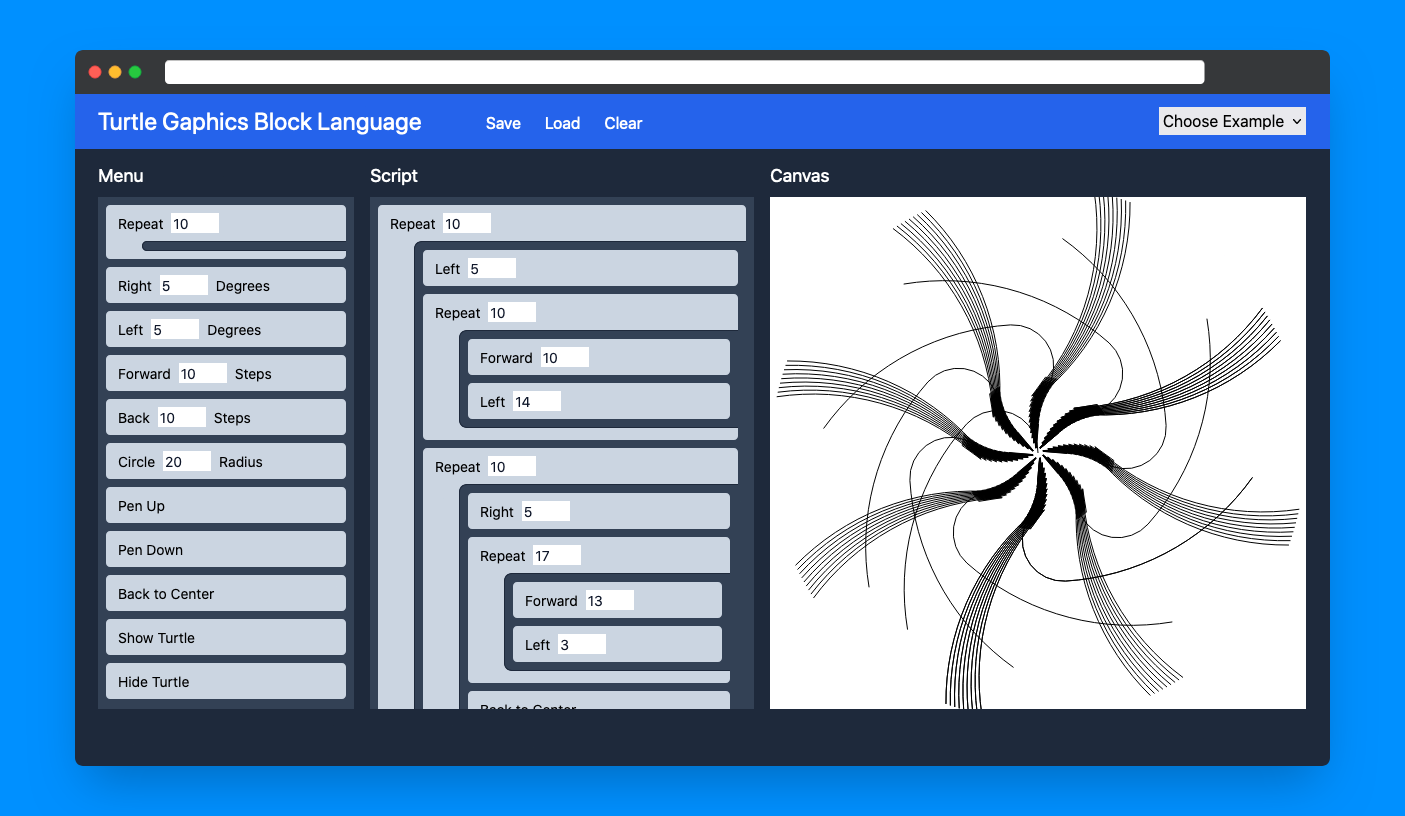 Turtle Gaphics Block Language Save Load Clear Choose Example
Menu
Repeat 10
Right 5 Degrees
Left 5 Degrees
Forward 10 Steps
Back 10 Steps
Circle 20 Radius
Pen Up
Pen Down
Back to Center
Show Turtle
Hide Turtle
Script
Repeat 10
Left 5
Repeat 10
Forward 10
Left 14
Repeat 10
Right 5
Repeat 17
Forward 13
Left 3
Back to Center
Canvas